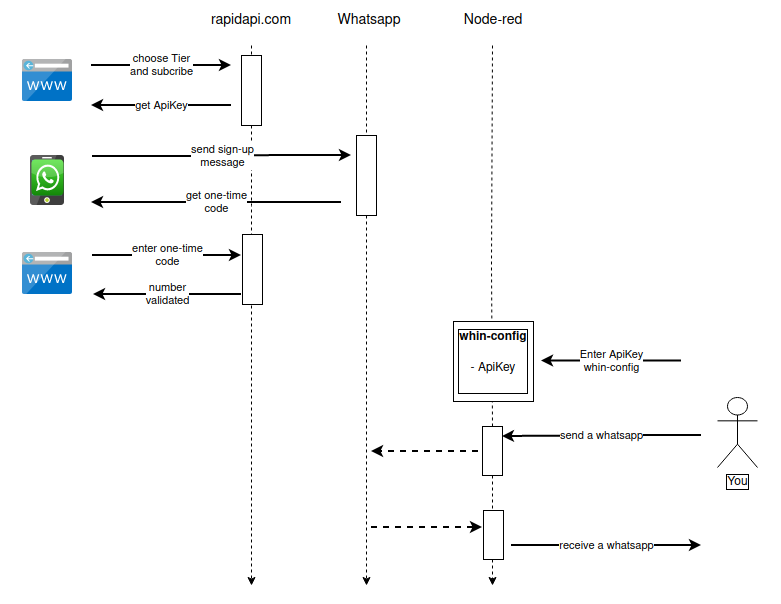 rapidapi.com Whatsapp Node-red
choose Tier
and subcribe
WWW
get ApiKey
send sign-up
message
get one-time
code
enter one-time
code
WWW
number
validated
whin-config
- ApiKey
Enter ApiKey
whin-config
send a whatsapp
You
receive a whatsapp